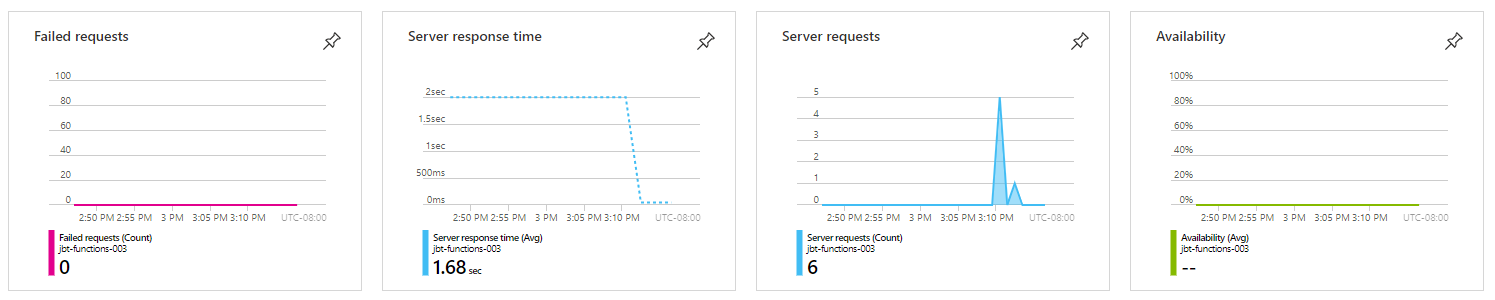 Failed requests
100
80
60
40
20
0
2:50 PM 2:55 PM 3 PM 3:05 PM 3:10 PM UTC-08:00
Failed requests (Count)
jbt-functions-003
0
Server response time
2sec
1.5sec
1sec
500ms
0ms
2:50 PM 2:55 PM 3 PM 3:05 PM 3:10 PM UTC-08:00
Server response time (Avg)
jbt-functions-003
1.68 sec
Server requests
5
4
3
2
1
0
2:50 PM 2:55 PM 3 PM 3:05 PM 3:10 PM UTC-08:00
Server requests (Count)
jbt-functions-003
6
Availability
100%
80%
60%
40%
20%
0%
2:50 PM 2:55 PM 3 PM 3:05 PM 3:10 PM UTC-08:00
Availability (Avg)
jbt-functions-003
--